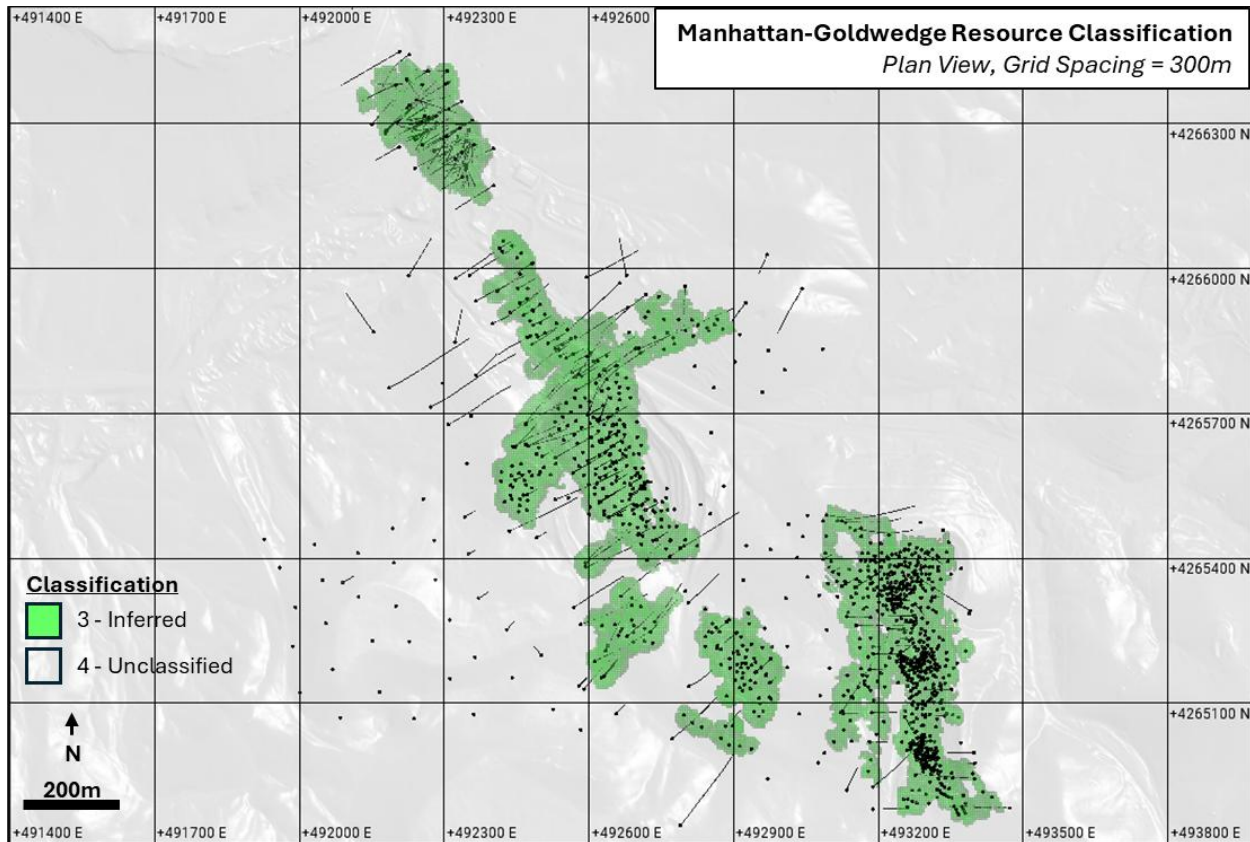 +491400 E +491700 E +492000 E +492300 E +492600
Manhattan-Goldwedge Resource Classification
Plan View, Grid Spacing = 300m
+4266300 N
+4266000 N
+4265700 N
+4265400 N
Classification
3 - Inferred
4 - Unclassified
+4265100 N
N
200m
+491400 E +491700 E +492000 E +492300 E +492600 E +492900 E +493200 E +493500 E +493800 E